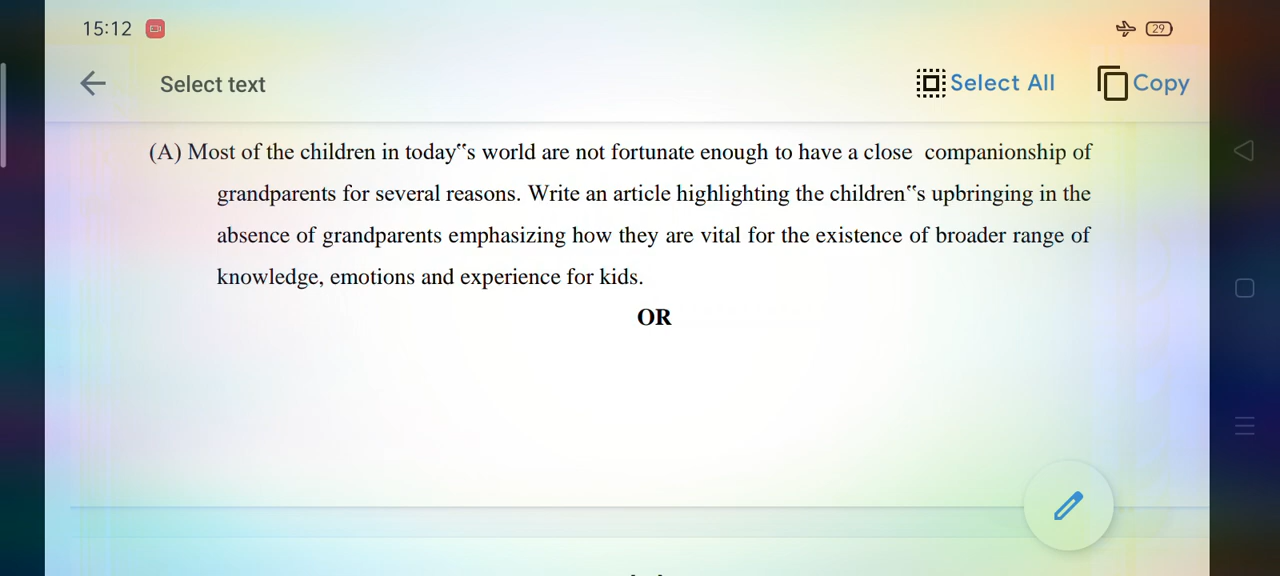 15:12
29
Select text
Select All
Copy
(A) Most of the children in today‟s world are not fortunate enough to have a close companionship of
grandparents for several reasons. Write an article highlighting the children‟s upbringing in the
absence of grandparents emphasizing how they are vital for the existence of broader range of
knowledge, emotions and experience for kids.
OR